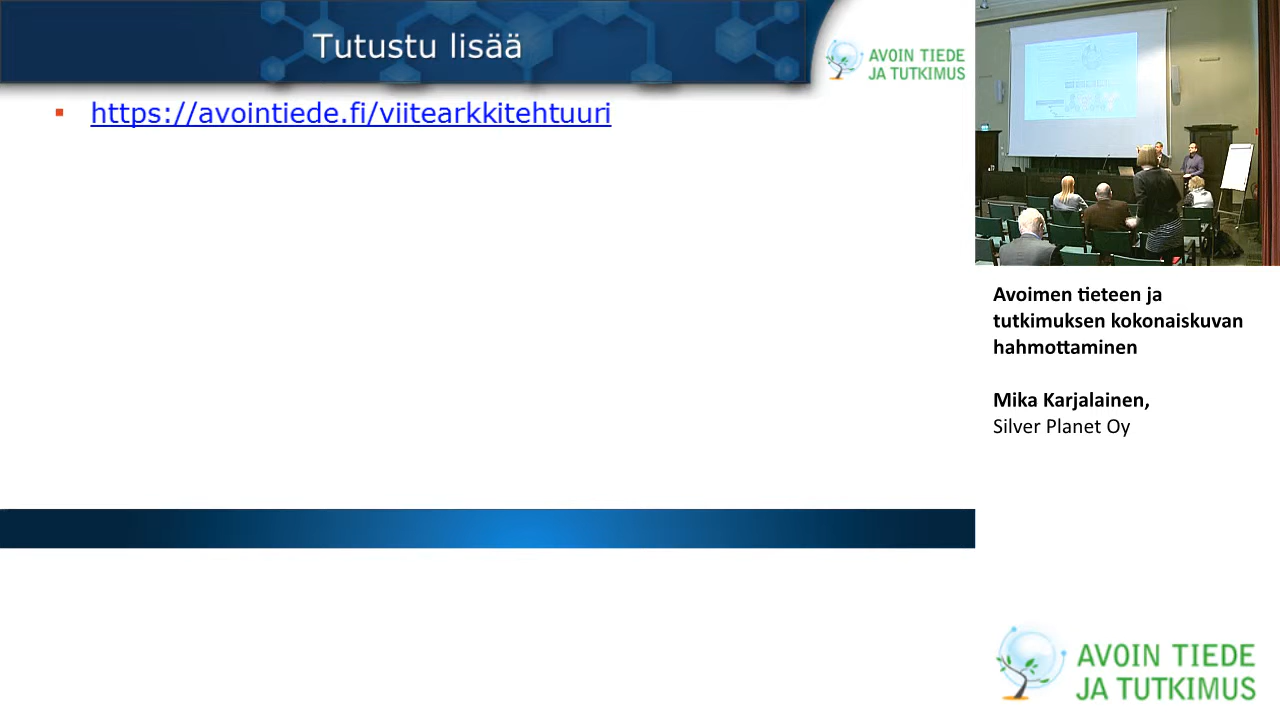 Tutustu lisää
AVOIN TIEDE
JA TUTKIMUS
https://avointiede.fi/viitearkkitehtuuri
Avoimen tieteen ja
tutkimuksen kokonaiskuvan
hahmottaminen
Mika Karjalainen,
Silver Planet Oy
AVOIN TIEDE
JA TUTKIMUS